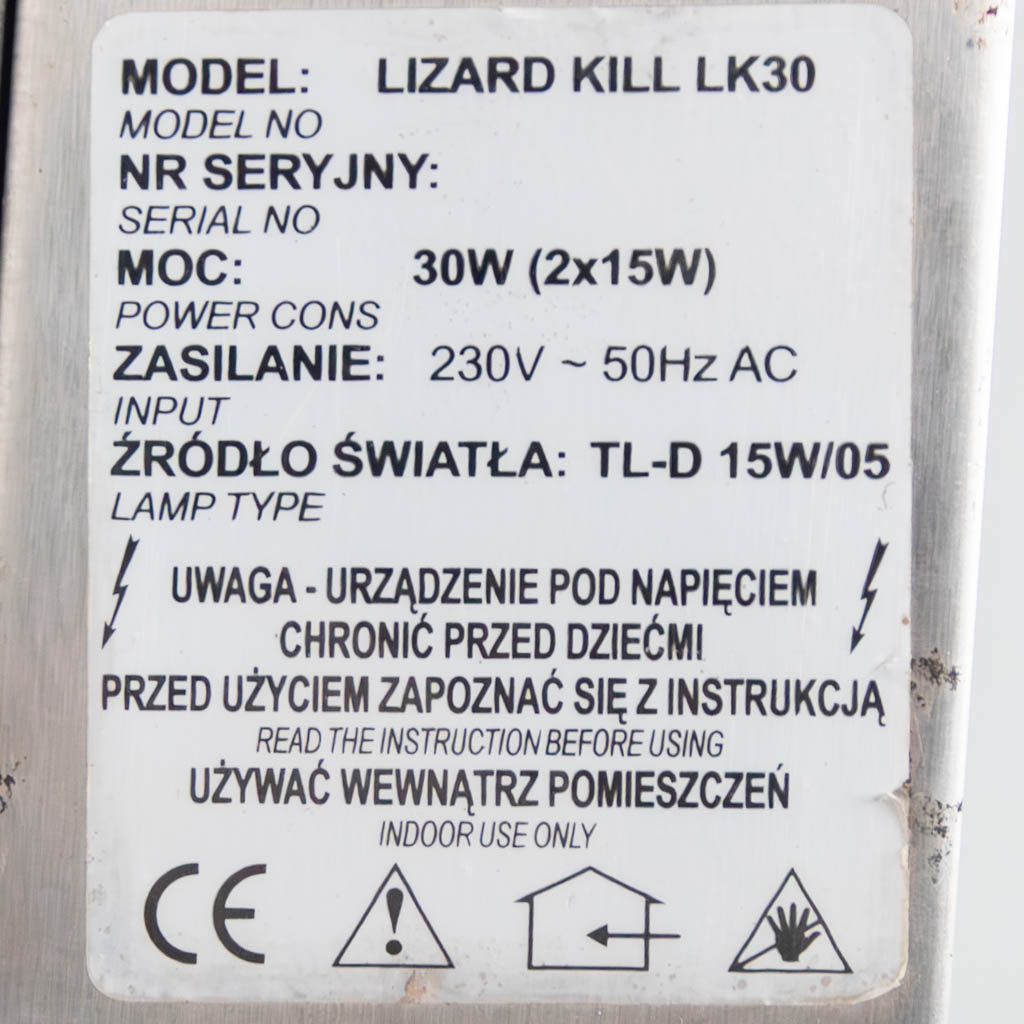 MODEL: LIZARD KILL LK30
MODEL NO
NR SERYJNY:
SERIAL NO
MOC: 30W (2x15W)
POWER CONS
ZASILANIE: 230V ~ 50Hz AC
INPUT
ŹRÓDŁO ŚWIATŁA: TL-D 15W/05
LAMP TYPE
UWAGA - URZĄDZENIE POD NAPIĘCIEM
CHRONIĆ PRZED DZIEĆMI
PRZED UŻYCIEM ZAPOZNAĆ SIĘ Z INSTRUKCJĄ
READ THE INSTRUCTION BEFORE USING
UŻYWAĆ WEWNĄTRZ POMIESZCZEŃ
INDOOR USE ONLY
CE